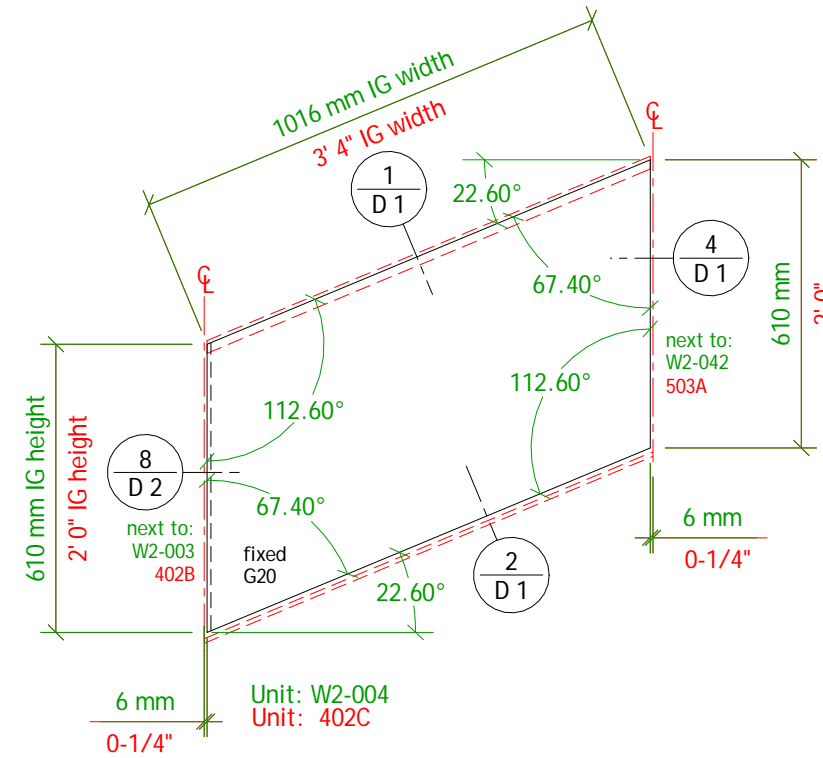 1016 mm IG width
3' 4" IG width
CL
1
D 1
22.60°
4
D 1
67.40°
CL
610 mm
2' 0"
next to:
W2-042
503A
112.60°
112.60°
610 mm IG height
2' 0" IG height
8
D 2
67.40°
next to:
W2-003
402B
fixed
G20
6 mm
0-1/4"
2
D 1
22.60°
Unit: W2-004
Unit: 402C
6 mm
0-1/4"